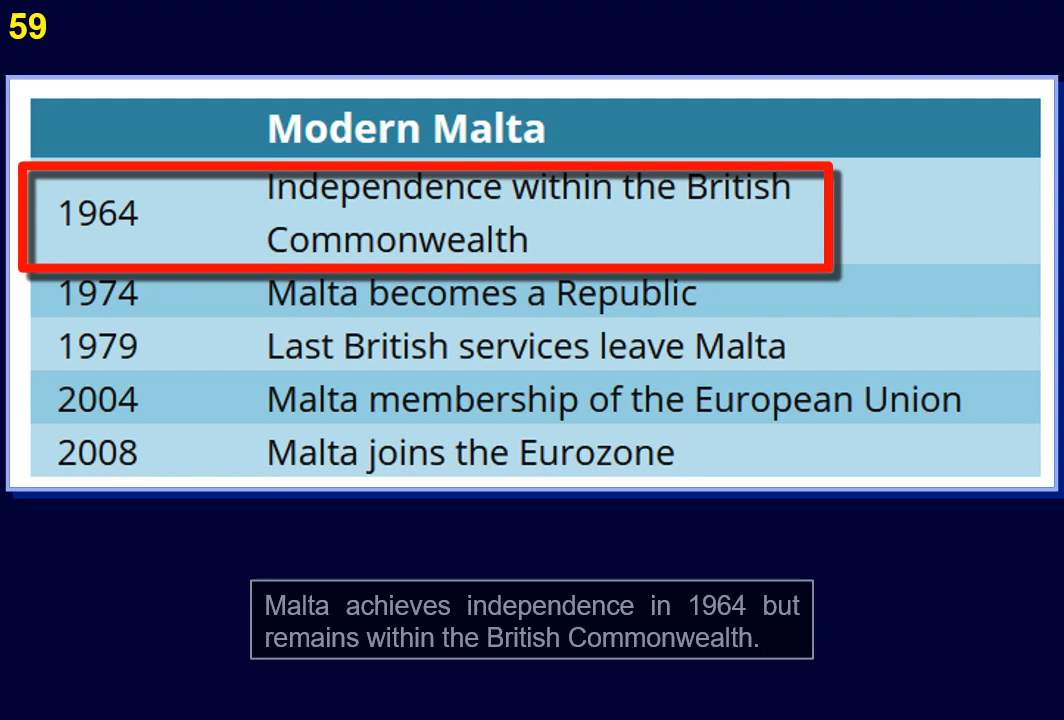 59
Modern Malta
1964 Independence within the British
Commonwealth
1974 Malta becomes a Republic
1979 Last British services leave Malta
2004 Malta membership of the European Union
2008 Malta joins the Eurozone
Malta achieves independence in 1964 but
remains within the British Commonwealth.